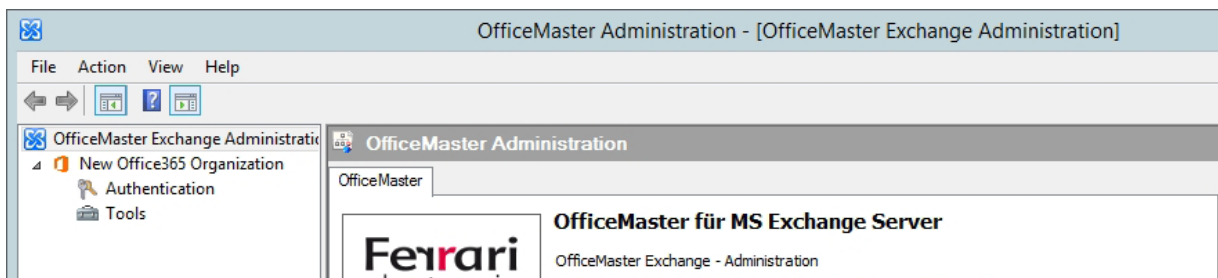 OfficeMaster Administration - [OfficeMaster Exchange Administration]
File Action View Help
OfficeMaster Exchange Administratio
New Office365 Organization
Authentication
Tools
OfficeMaster Administration
OfficeMaster
Ferrari
OfficeMaster für MS Exchange Server
OfficeMaster Exchange - Administration